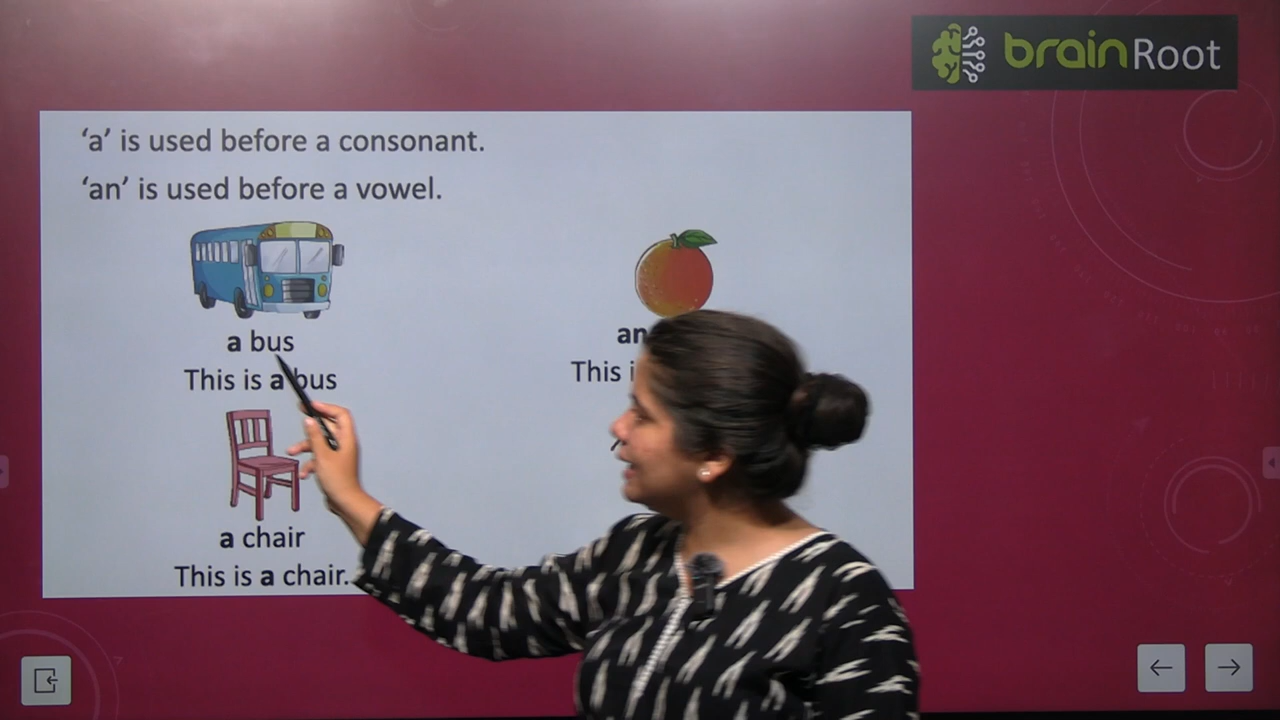 brainRoot
‘a’ is used before a consonant.
‘an’ is used before a vowel.
a bus
This is a bus
a chair
This is a chair.
an
This